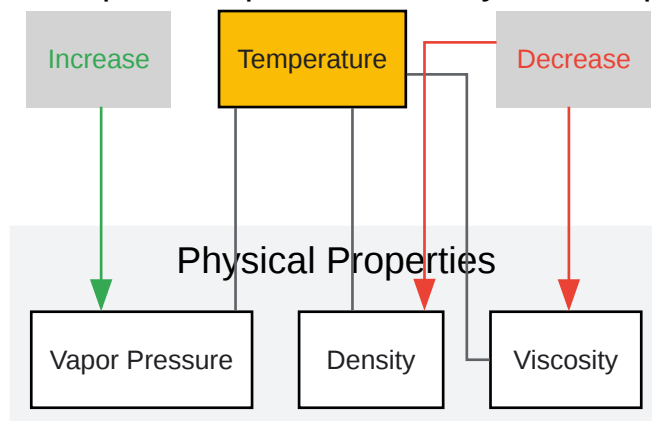 Increase
Temperature
Decrease
Physical Properties
Vapor Pressure
Density
Viscosity